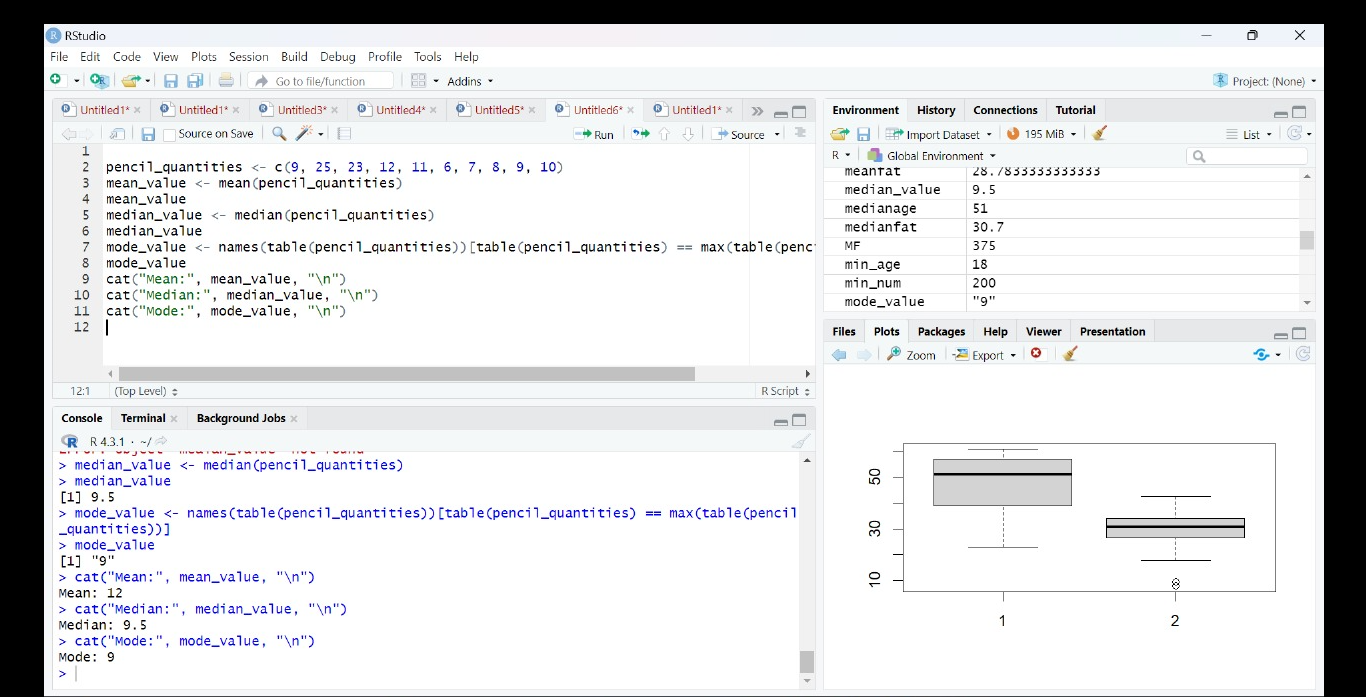 RStudio
File Edit Code View Plots Session Build Debug Profile Tools Help
Go to file/function Addins Project: (None)
Untitled1* Untitled1* Untitled3* Untitled4* Untitled5* Untitled6* Untitled1*
Source on Save Run Source
1
2 pencil_quantities <- c(9, 25, 23, 12, 11, 6, 7, 8, 9, 10)
3 mean_value <- mean(pencil_quantities)
4 mean_value
5 median_value <- median(pencil_quantities)
6 median_value
7 mode_value <- names(table(pencil_quantities))[table(pencil_quantities) == max(table(penc
8 mode_value
9 cat("Mean:", mean_value, "\n")
10 cat("Median:", median_value, "\n")
11 cat("Mode:", mode_value, "\n")
12
12:1 (Top Level) R Script
Console Terminal Background Jobs
R R 4.3.1 · ~/
> median_value <- median(pencil_quantities)
> median_value
[1] 9.5
> mode_value <- names(table(pencil_quantities))[table(pencil_quantities) == max(table(pencil
_quantities))]
> mode_value
[1] "9"
> cat("Mean:", mean_value, "\n")
Mean: 12
> cat("Median:", median_value, "\n")
Median: 9.5
> cat("Mode:", mode_value, "\n")
Mode: 9
>
Environment History Connections Tutorial
Import Dataset 195 MiB List
R Global Environment
meanfat 28.7833333333333
median_value 9.5
medianage 51
medianfat 30.7
MF 375
min_age 18
min_num 200
mode_value "9"
Files Plots Packages Help Viewer Presentation
Zoom Export
50
30
10
1 2